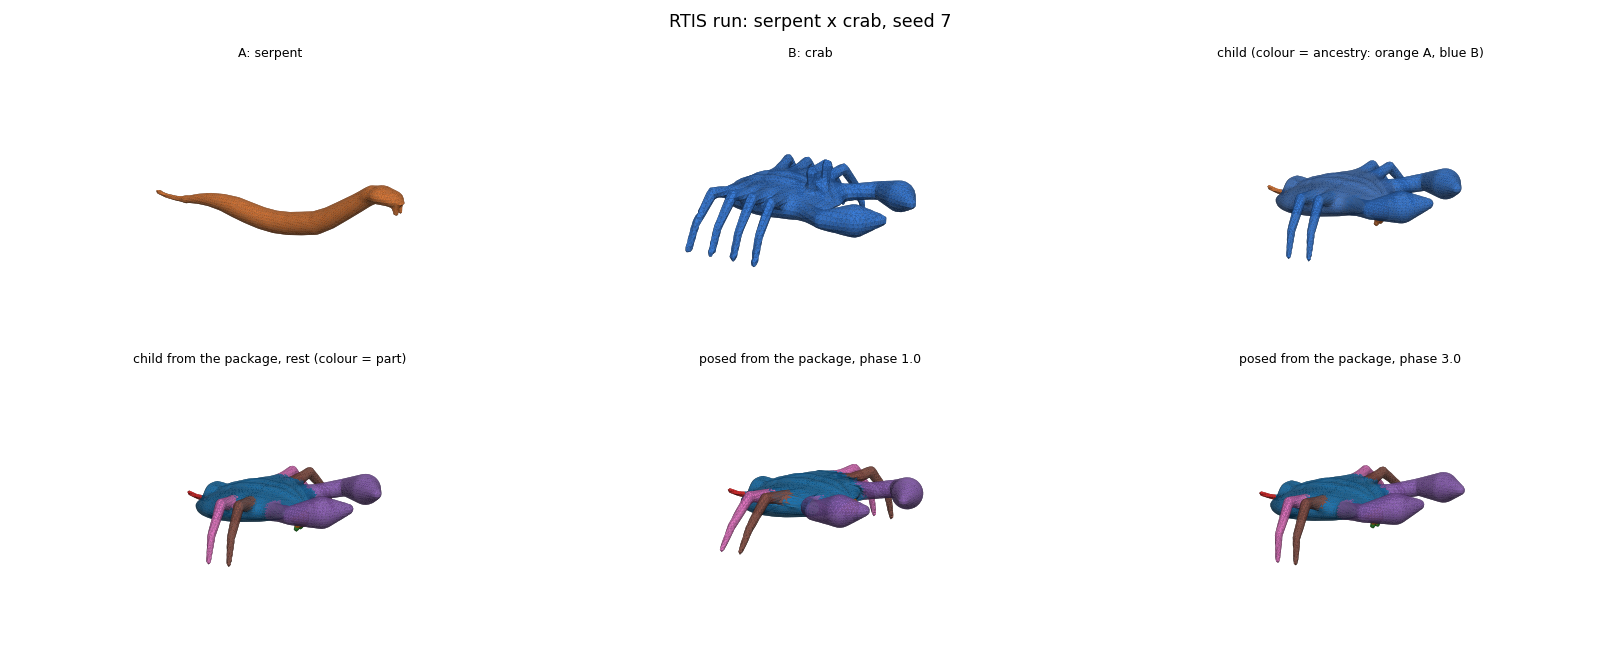 RTIS run: serpent x crab, seed 7
A: serpent
B: crab
child (colour = ancestry: orange A, blue B)
child from the package, rest (colour = part)
posed from the package, phase 1.0
posed from the package, phase 3.0